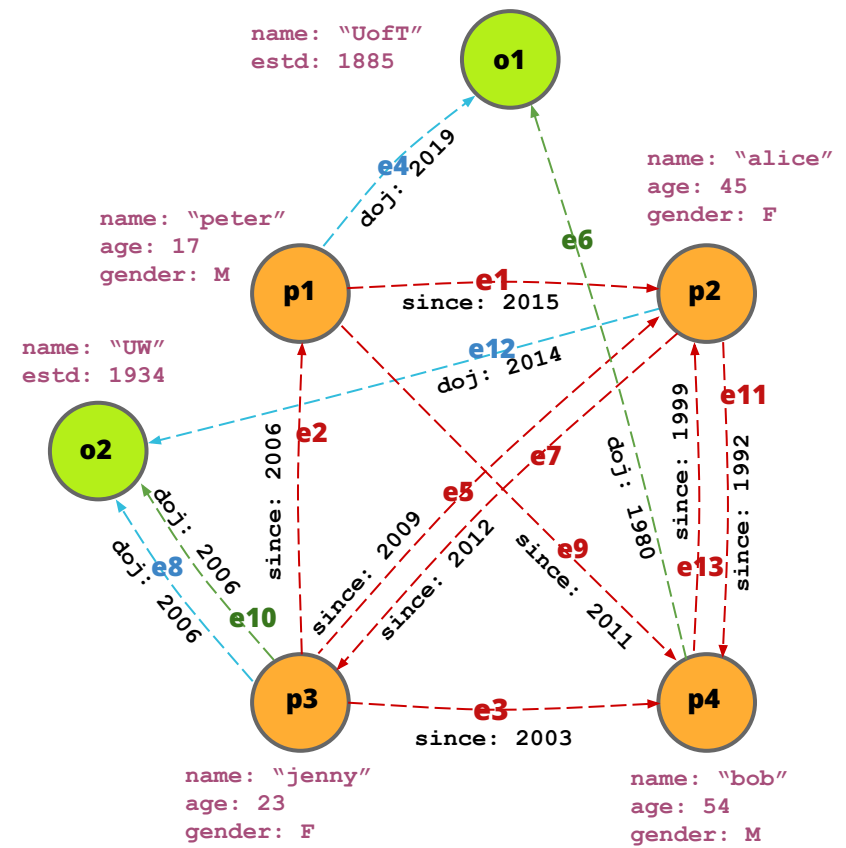 name: “UofT”
estd: 1885
o1
e4
doj: 2019
name: “alice”
age: 45
gender: F
name: “peter”
age: 17
gender: M
e6
p1
e1
since: 2015
p2
name: “UW”
estd: 1934
e12
doj: 2014
e11
since: 1999
since: 1992
o2
e2
since: 2006
e7
e5
doj: 1980
doj: 2006
e8
doj: 2006
since: 2009
since: 2012
e9
since: 2011
e13
e10
p3
e3
since: 2003
p4
name: “jenny”
age: 23
gender: F
name: “bob”
age: 54
gender: M